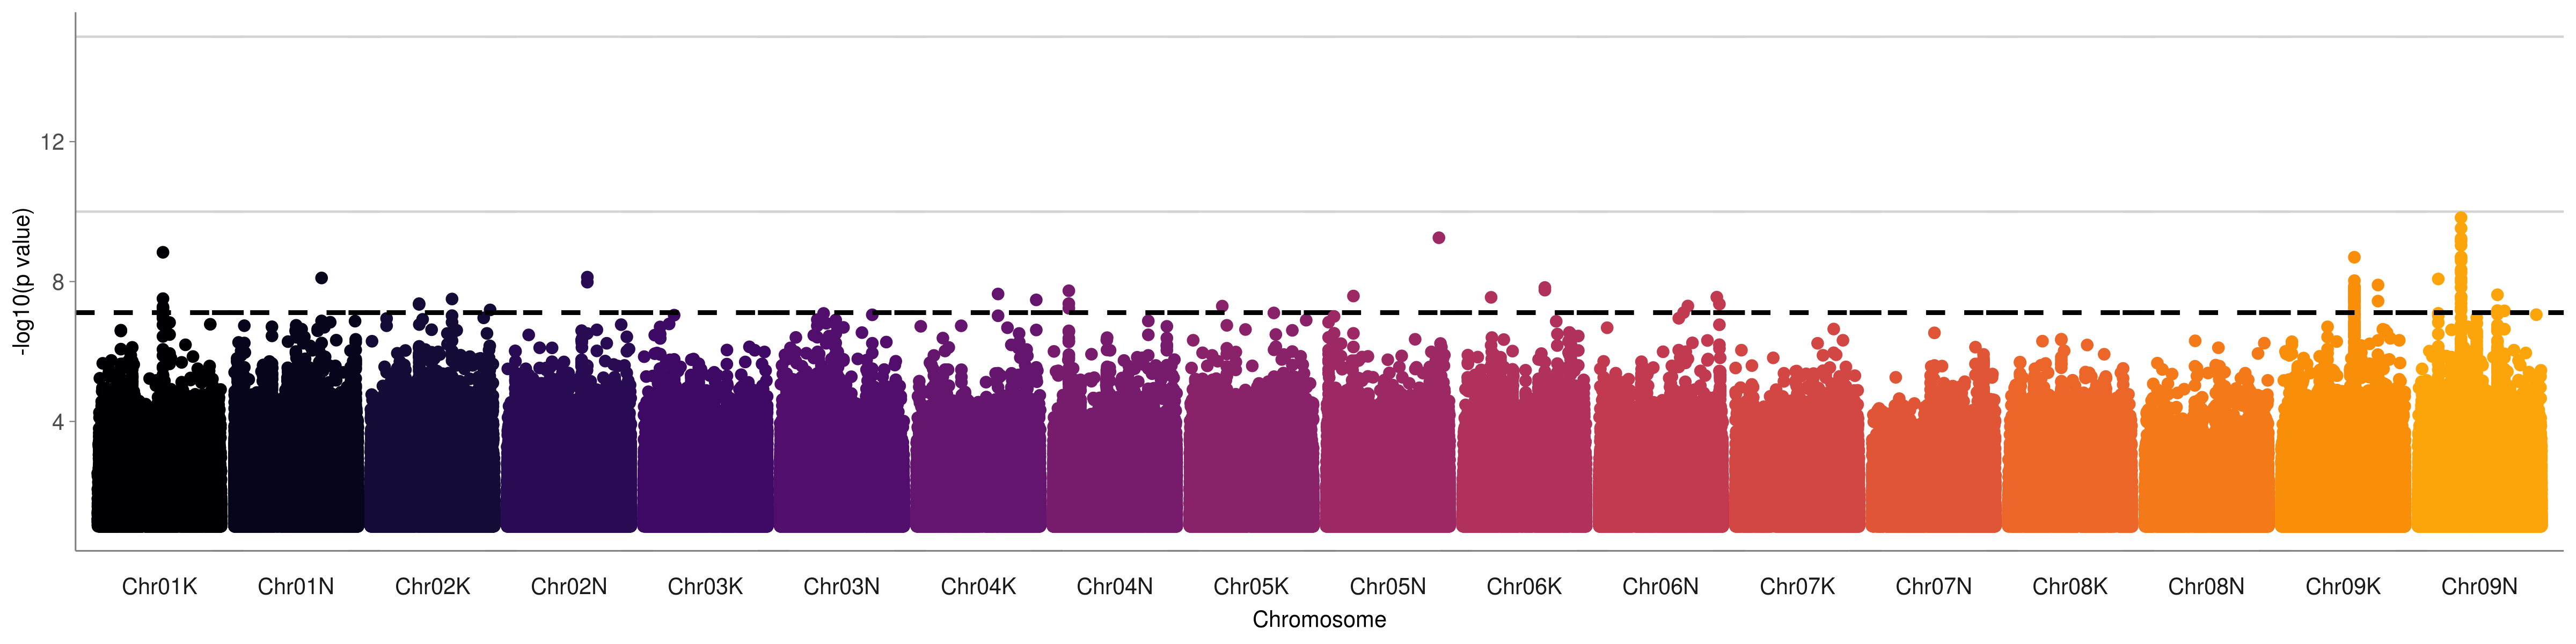 -log10(p value)
12
8
4
Chr01K Chr01N Chr02K Chr02N Chr03K Chr03N Chr04K Chr04N Chr05K Chr05N Chr06K Chr06N Chr07K Chr07N Chr08K Chr08N Chr09K Chr09N
Chromosome